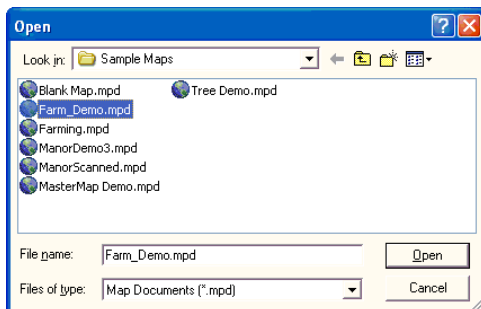 Open
Look in: Sample Maps
Blank Map.mpd Tree Demo.mpd
Farm_Demo.mpd
Farming.mpd
ManorDemo3.mpd
ManorScanned.mpd
MasterMap Demo.mpd
File name: Farm_Demo.mpd Open
Files of type: Map Documents (*.mpd) Cancel